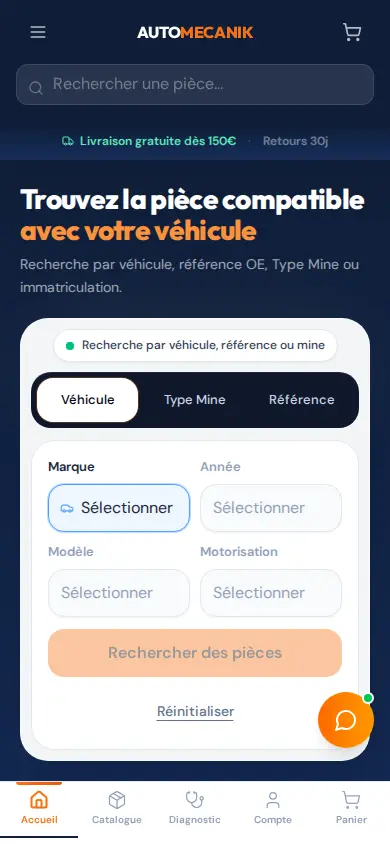 AUTOMECANIK
Rechercher une pièce...
Livraison gratuite dès 150€ · Retours 30j
Trouvez la pièce compatible
avec votre véhicule
Recherche par véhicule, référence OE, Type Mine ou
immatriculation.
Recherche par véhicule, référence ou mine
Véhicule Type Mine Référence
Marque Année
Sélectionner Sélectionner
Modèle Motorisation
Sélectionner Sélectionner
Rechercher des pièces
Réinitialiser
Accueil Catalogue Diagnostic Compte Panier